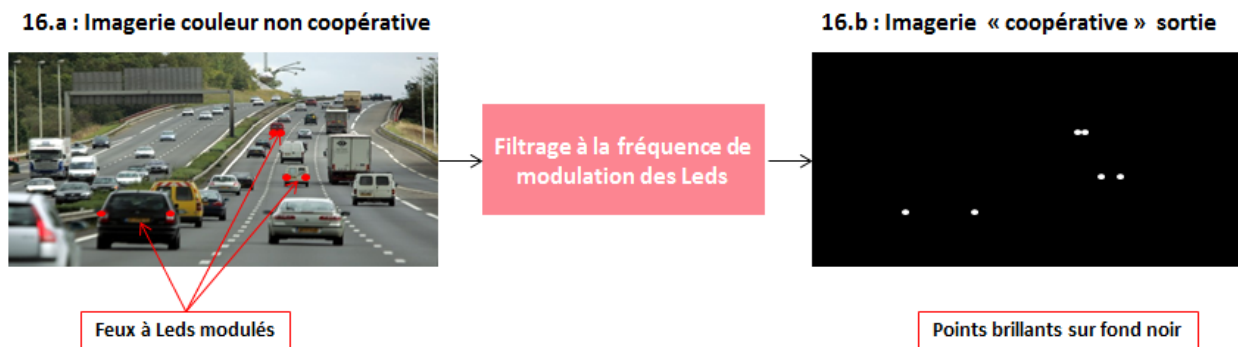 16.a : Imagerie couleur non coopérative
16.b : Imagerie « coopérative » sortie
Filtrage à la fréquence de
modulation des Leds
Feux à Leds modulés
Points brillants sur fond noir